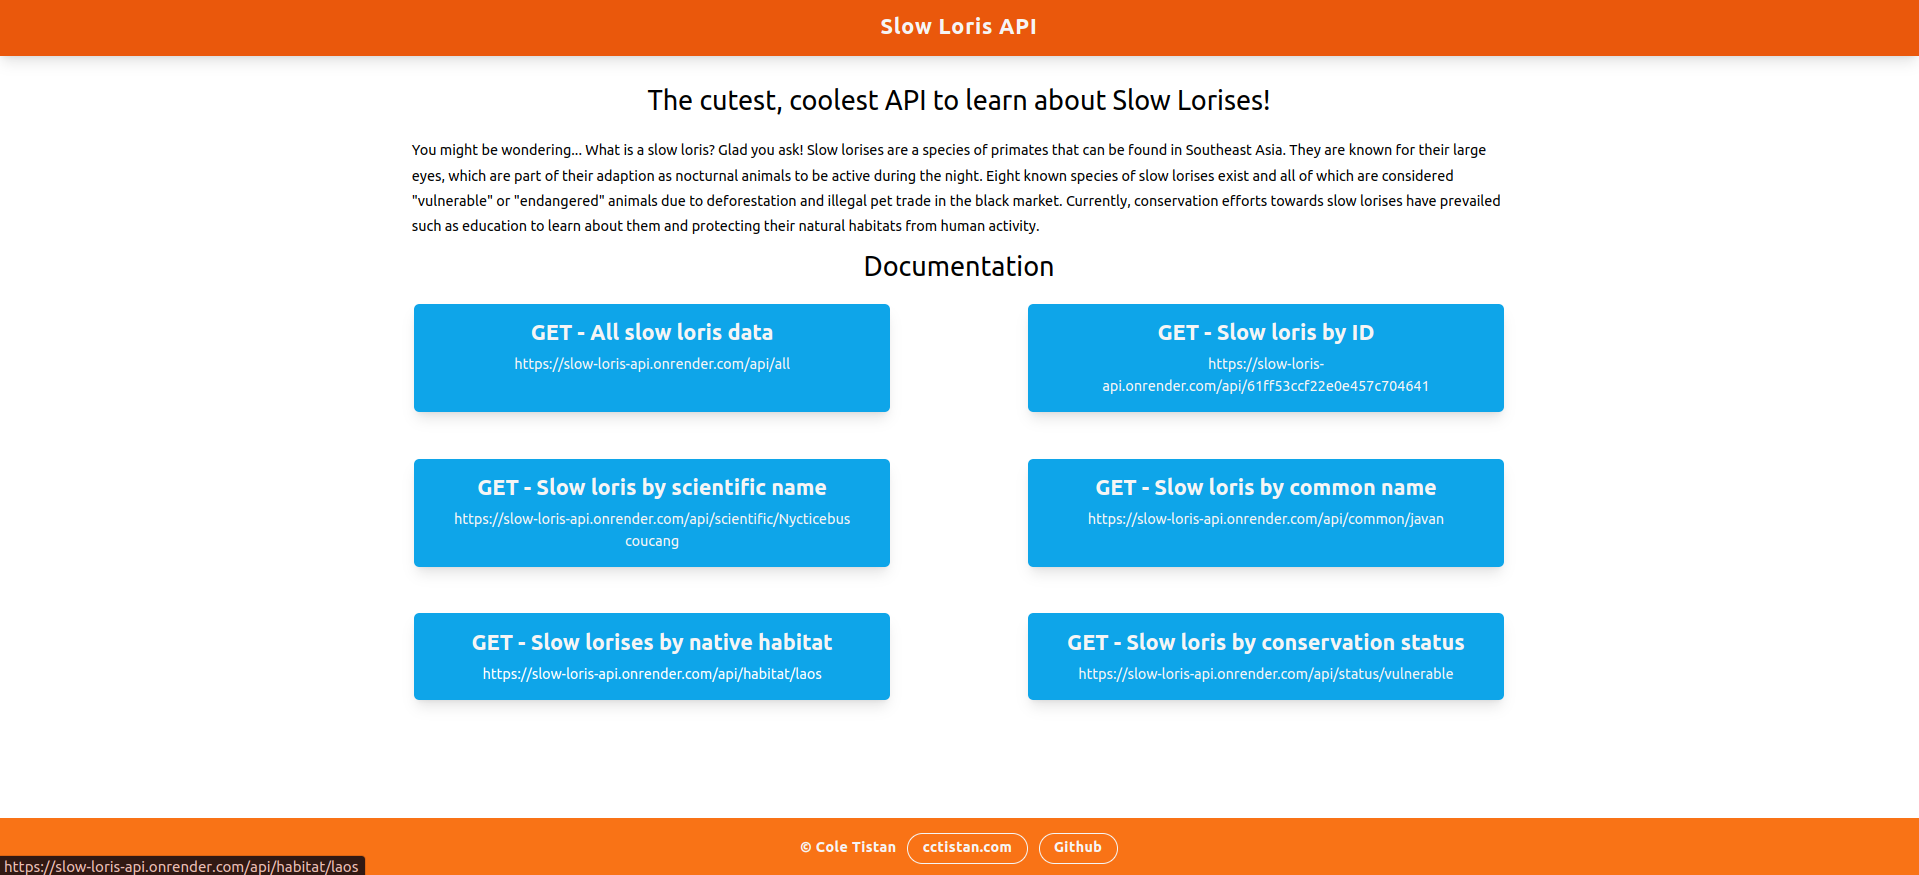 Slow Loris API
The cutest, coolest API to learn about Slow Lorises!
You might be wondering... What is a slow loris? Glad you ask! Slow lorises are a species of primates that can be found in Southeast Asia. They are known for their large
eyes, which are part of their adaption as nocturnal animals to be active during the night. Eight known species of slow lorises exist and all of which are considered
"vulnerable" or "endangered" animals due to deforestation and illegal pet trade in the black market. Currently, conservation efforts towards slow lorises have prevailed
such as education to learn about them and protecting their natural habitats from human activity.
Documentation
GET - All slow loris data
https://slow-loris-api.onrender.com/api/all
GET - Slow loris by ID
https://slow-loris-
api.onrender.com/api/61ff53ccf22e0e457c704641
GET - Slow loris by scientific name
https://slow-loris-api.onrender.com/api/scientific/Nycticebus
coucang
GET - Slow loris by common name
https://slow-loris-api.onrender.com/api/common/javan
GET - Slow lorises by native habitat
https://slow-loris-api.onrender.com/api/habitat/laos
GET - Slow loris by conservation status
https://slow-loris-api.onrender.com/api/status/vulnerable
© Cole Tistan
cctistan.com
Github
https://slow-loris-api.onrender.com/api/habitat/laos